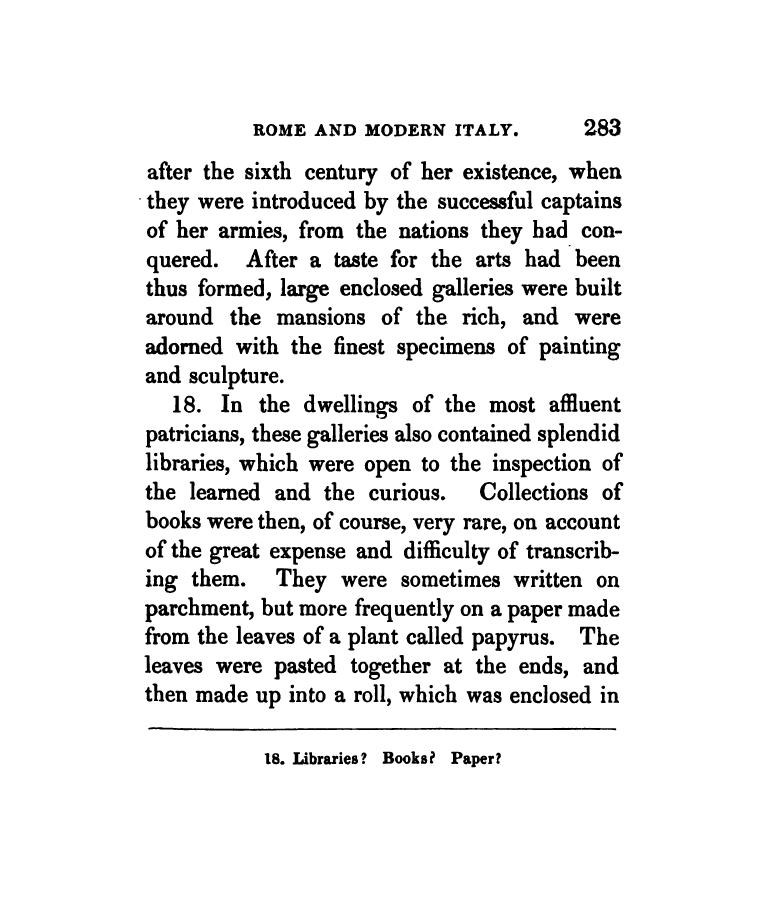 ROME AND MODERN ITALY. 283
after the sixth century of her existence, when
they were introduced by the successful captains
of her armies, from the nations they had con-
quered. After a taste for the arts had been
thus formed, large enclosed galleries were built
around the mansions of the rich, and were
adorned with the finest specimens of painting
and sculpture.
18. In the dwellings of the most affluent
patricians, these galleries also contained splendid
libraries, which were open to the inspection of
the learned and the curious. Collections of
books were then, of course, very rare, on account
of the great expense and difficulty of transcrib-
ing them. They were sometimes written on
parchment, but more frequently on a paper made
from the leaves of a plant called papyrus. The
leaves were pasted together at the ends, and
then made up into a roll, which was enclosed in
18. Libraries? Books? Paper?